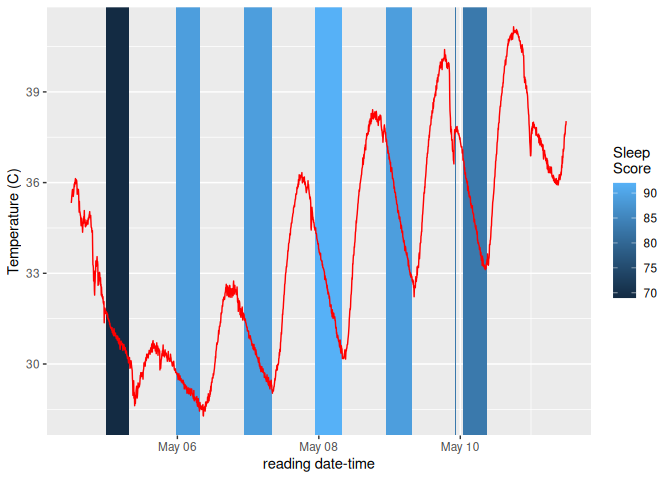 39
36
33
30
Temperature (C)
May 06
May 08
May 10
reading date-time
Sleep
Score
90
85
80
75
70